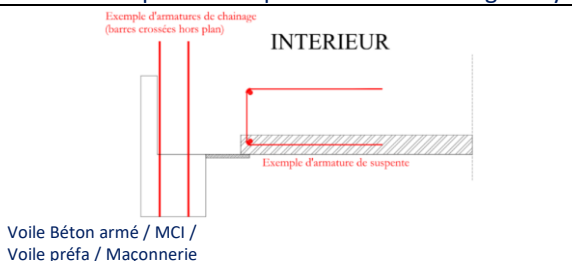 Exemple d'armatures de chainage
(barres crossées hors plan)
INTERIEUR
Exemple d'armature de suspente
Voile Béton armé / MCI /
Voile préfa / Maçonnerie